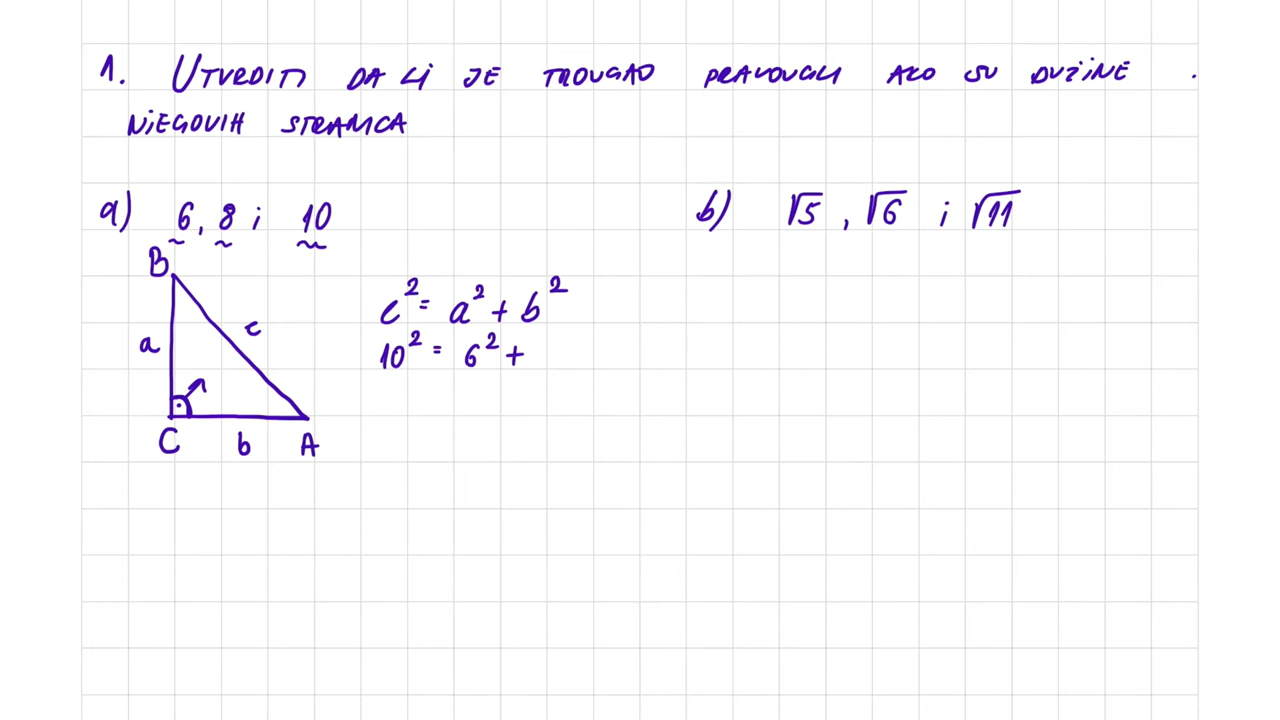 1. UTVRDITI DA LI JE TROUGAO PRAVOUGLI AKO SU DUŽINE
NJEGOVIH STRANICA
a) 6, 8 i 10
b) √5, √6 i √11
B
a
c
C
b
A
c² = a² + b²
10² = 6² +